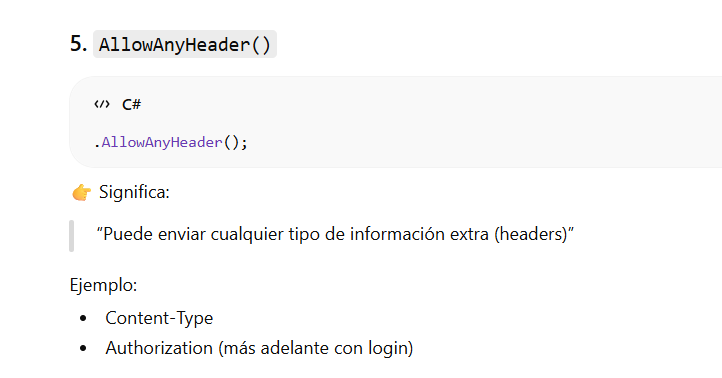 5. AllowAnyHeader()
</> C#
.AllowAnyHeader();
👉 Significa:
“Puede enviar cualquier tipo de información extra (headers)”
Ejemplo:
• Content-Type
• Authorization (más adelante con login)